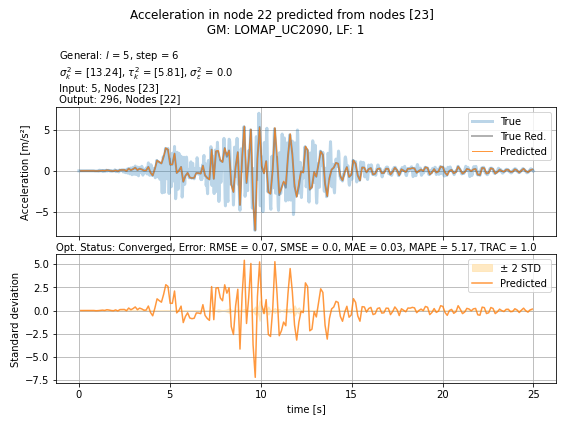 Acceleration in node 22 predicted from nodes [23]
GM: LOMAP_UC2090, LF: 1
General: l = 5, step = 6
σ²ₖ = [13.24], τ²ₖ = [5.81], σ²ε = 0.0
Input: 5, Nodes [23]
Output: 296, Nodes [22]
Acceleration [m/s²]
5
0
−5
True
True Red.
Predicted
Opt. Status: Converged, Error: RMSE = 0.07, SMSE = 0.0, MAE = 0.03, MAPE = 5.17, TRAC = 1.0
Standard deviation
5.0
2.5
0.0
−2.5
−5.0
−7.5
± 2 STD
Predicted
0 5 10 15 20 25
time [s]